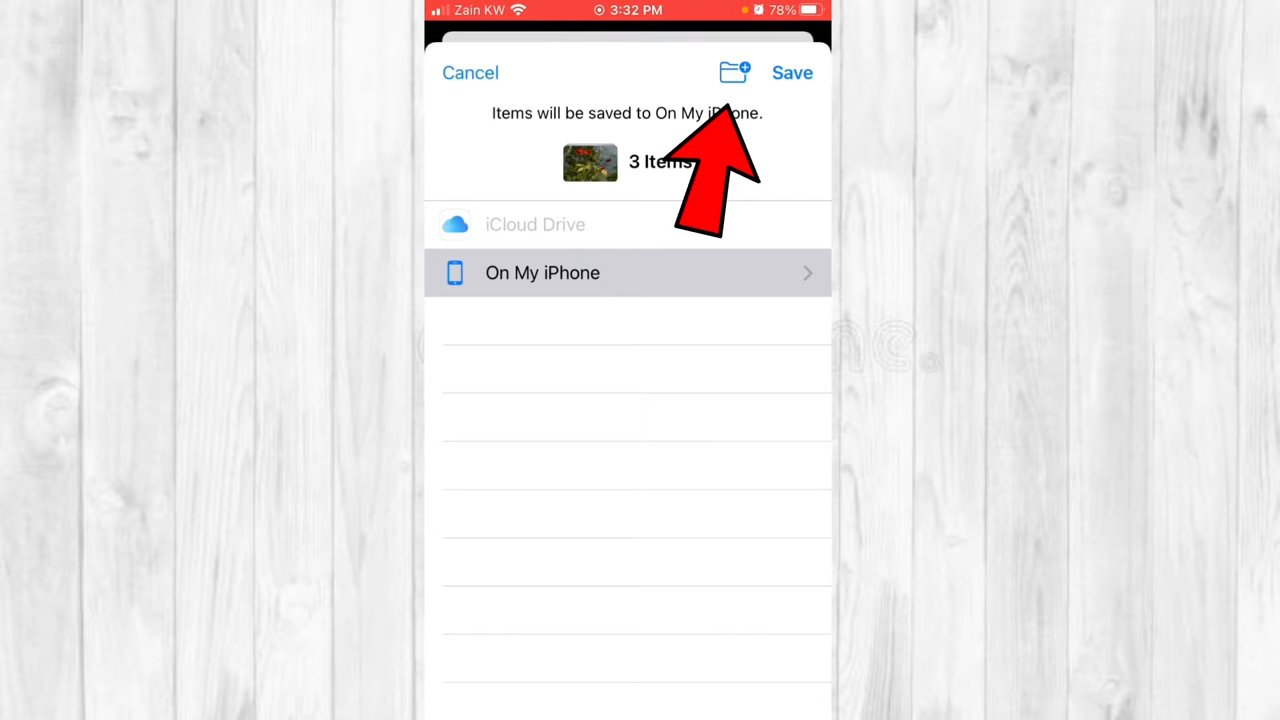 Zain KW 3:32 PM 78%
Cancel Save
Items will be saved to On My iPhone.
3 Items
iCloud Drive
On My iPhone